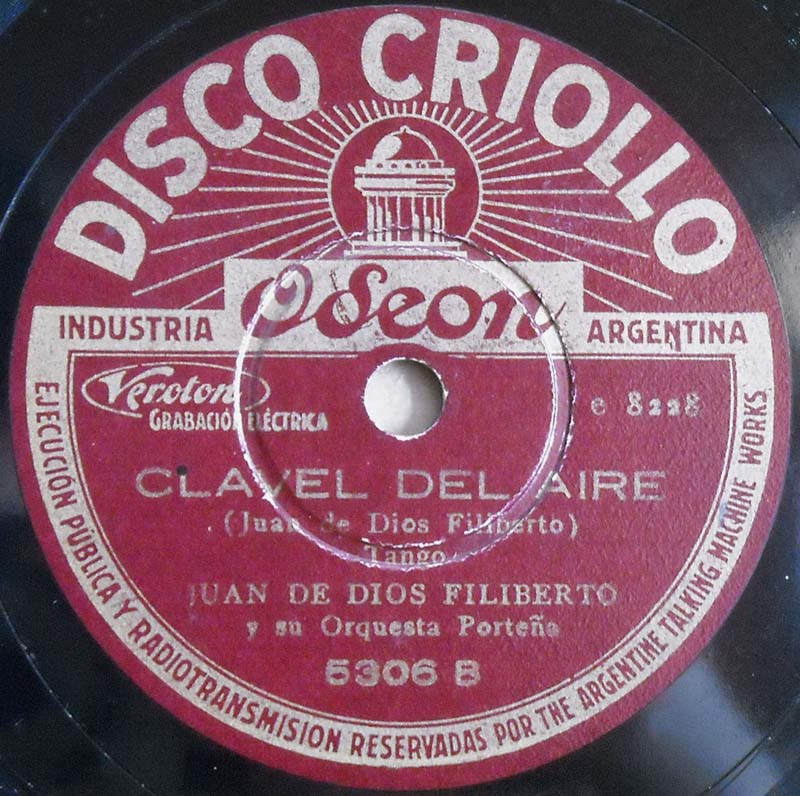 DISCO CRIOLLO
Odeon
INDUSTRIA ARGENTINA
Veroton
GRABACIÓN ELÉCTRICA
e 8228
CLAVEL DEL AIRE
(Juan de Dios Filiberto)
Tango
JUAN DE DIOS FILIBERTO
y su Orquesta Porteña
5306 B
EJECUCIÓN PÚBLICA Y RADIOTRANSMISION RESERVADAS POR THE ARGENTINE TALKING MACHINE WORKS